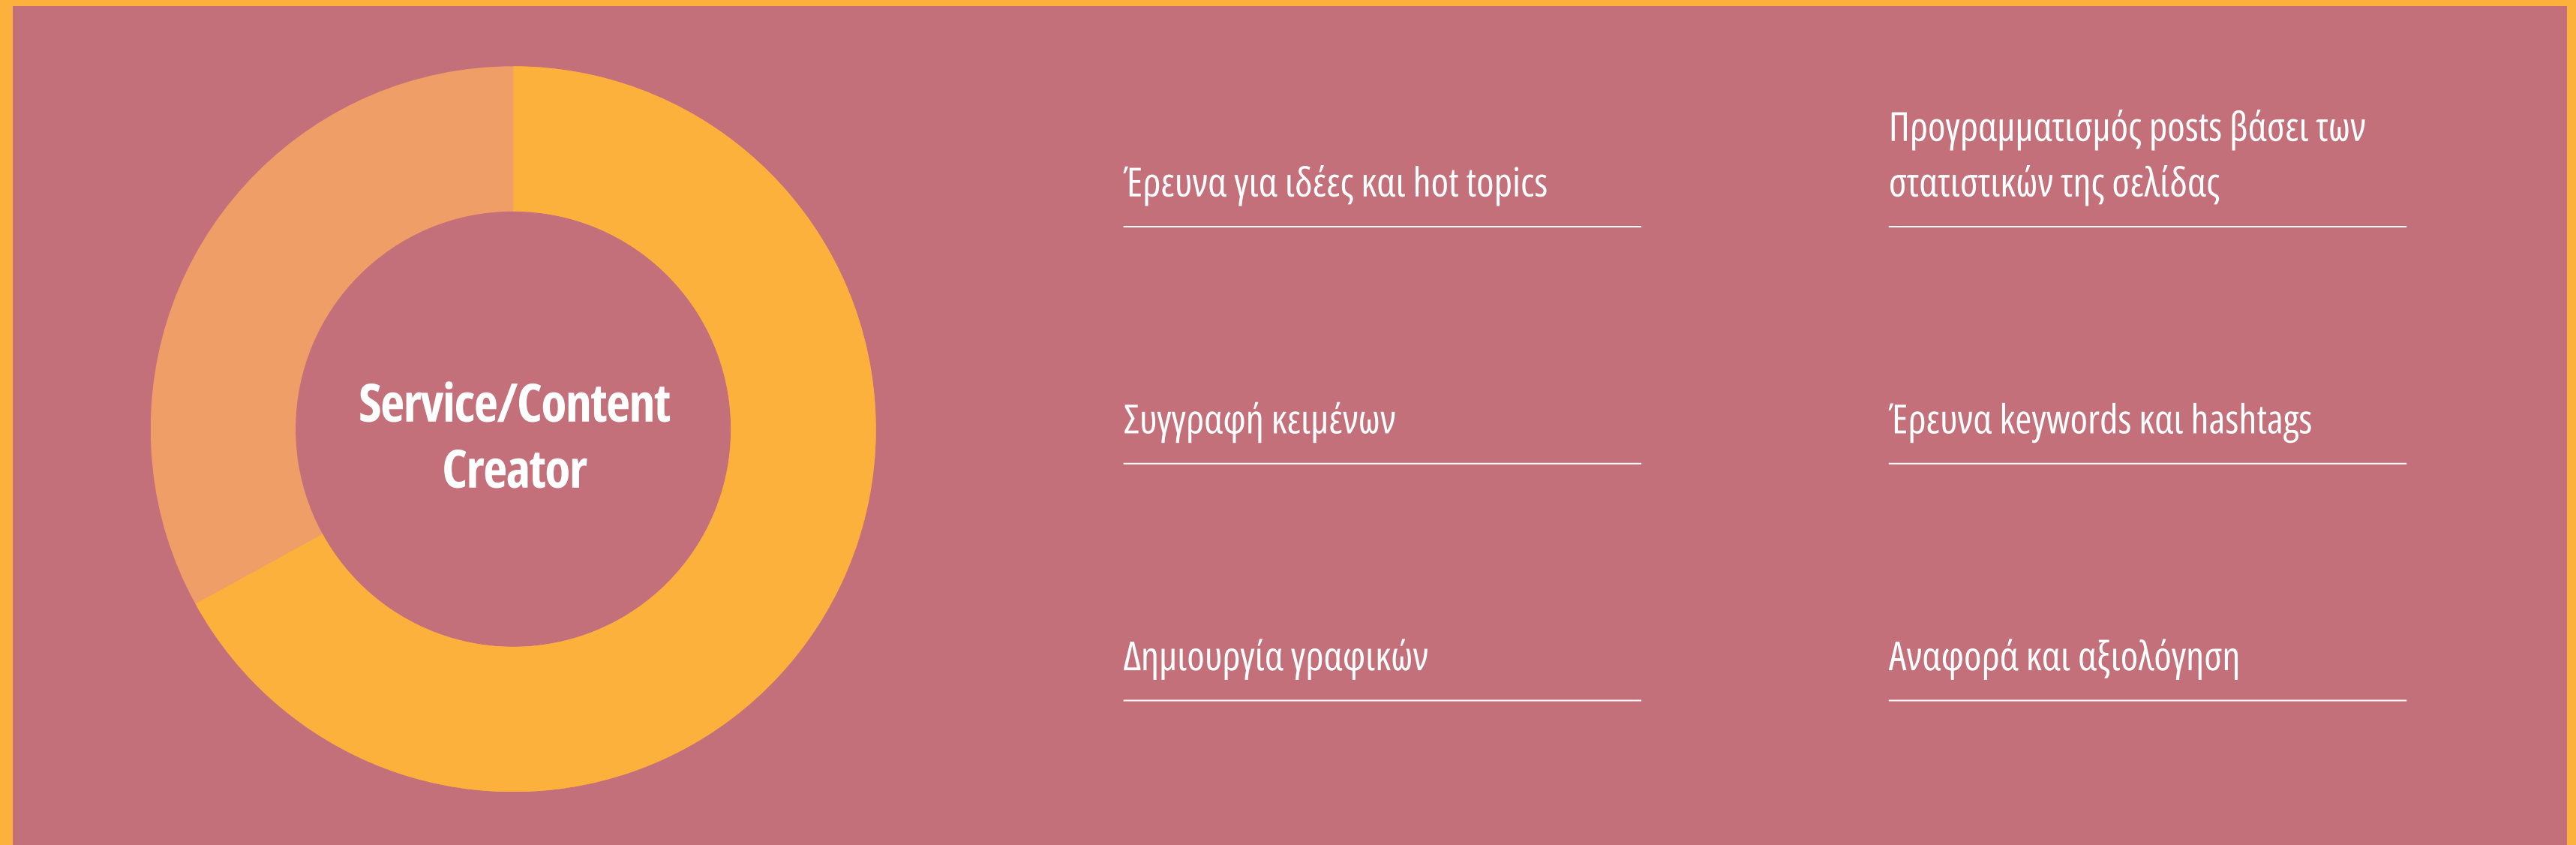 Service/Content
Creator
Έρευνα για ιδέες και hot topics
Συγγραφή κειμένων
Δημιουργία γραφικών
Προγραμματισμός posts βάσει των
στατιστικών της σελίδας
Έρευνα keywords και hashtags
Αναφορά και αξιολόγηση